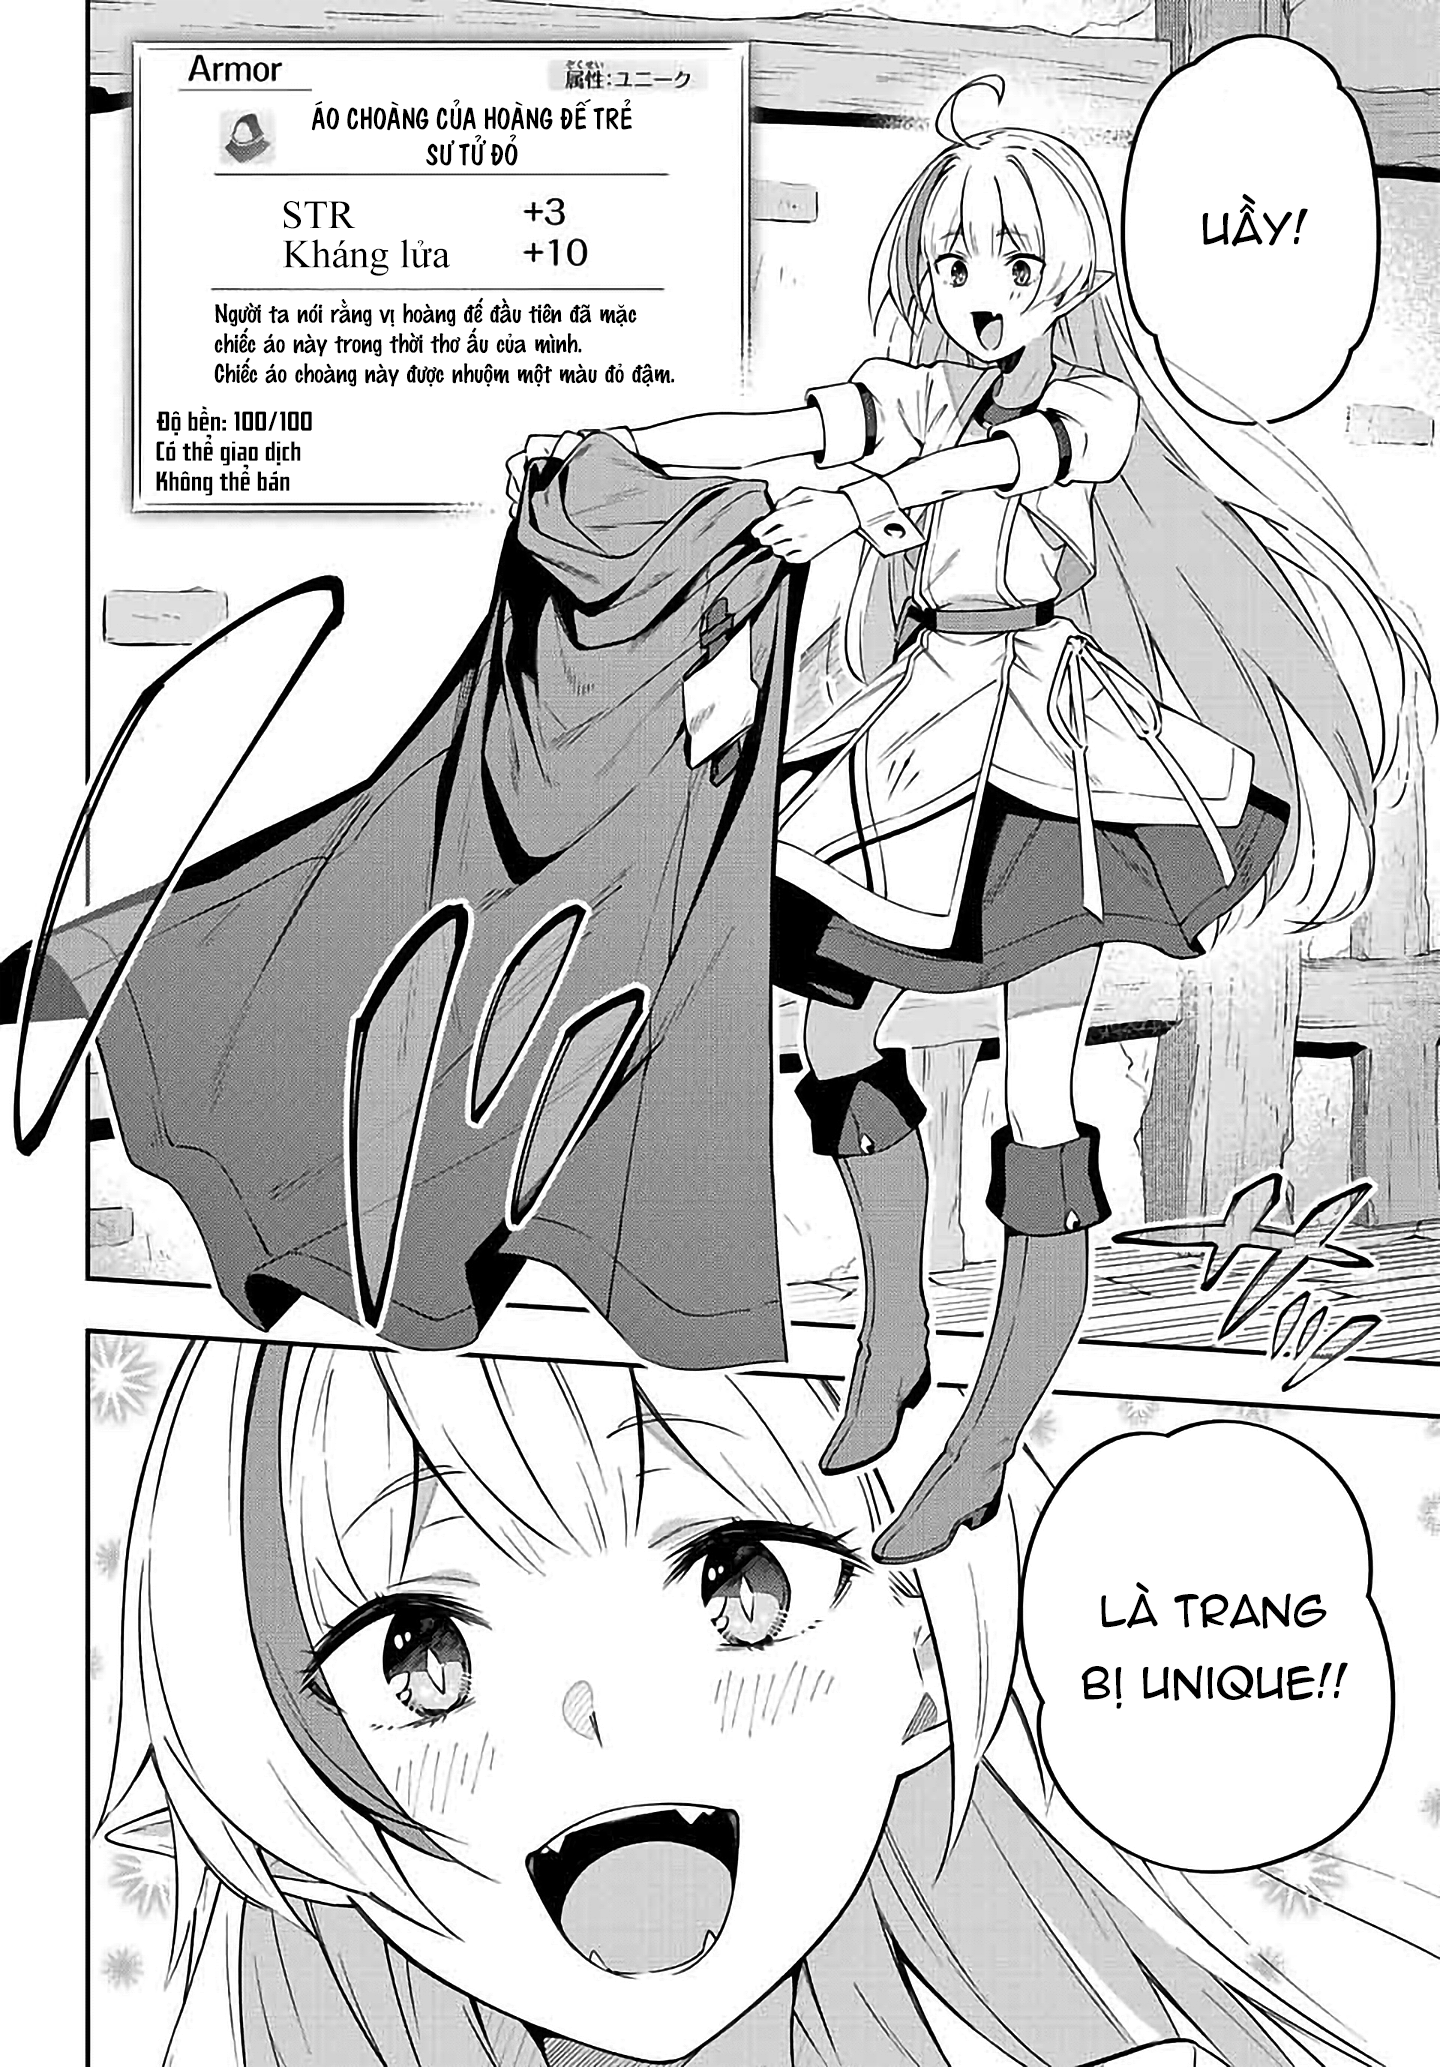 Armor
属性:ユニーク
ÁO CHOÀNG CỦA HOÀNG ĐẾ TRẺ
SƯ TỬ ĐỎ
STR +3
Kháng lửa +10
Người ta nói rằng vị hoàng đế đầu tiên đã mặc
chiếc áo này trong thời thơ ấu của mình.
Chiếc áo choàng này được nhuộm một màu đỏ đậm.
Độ bền: 100/100
Có thể giao dịch
Không thể bán
UẦY!
LÀ TRANG
BỊ UNIQUE!!